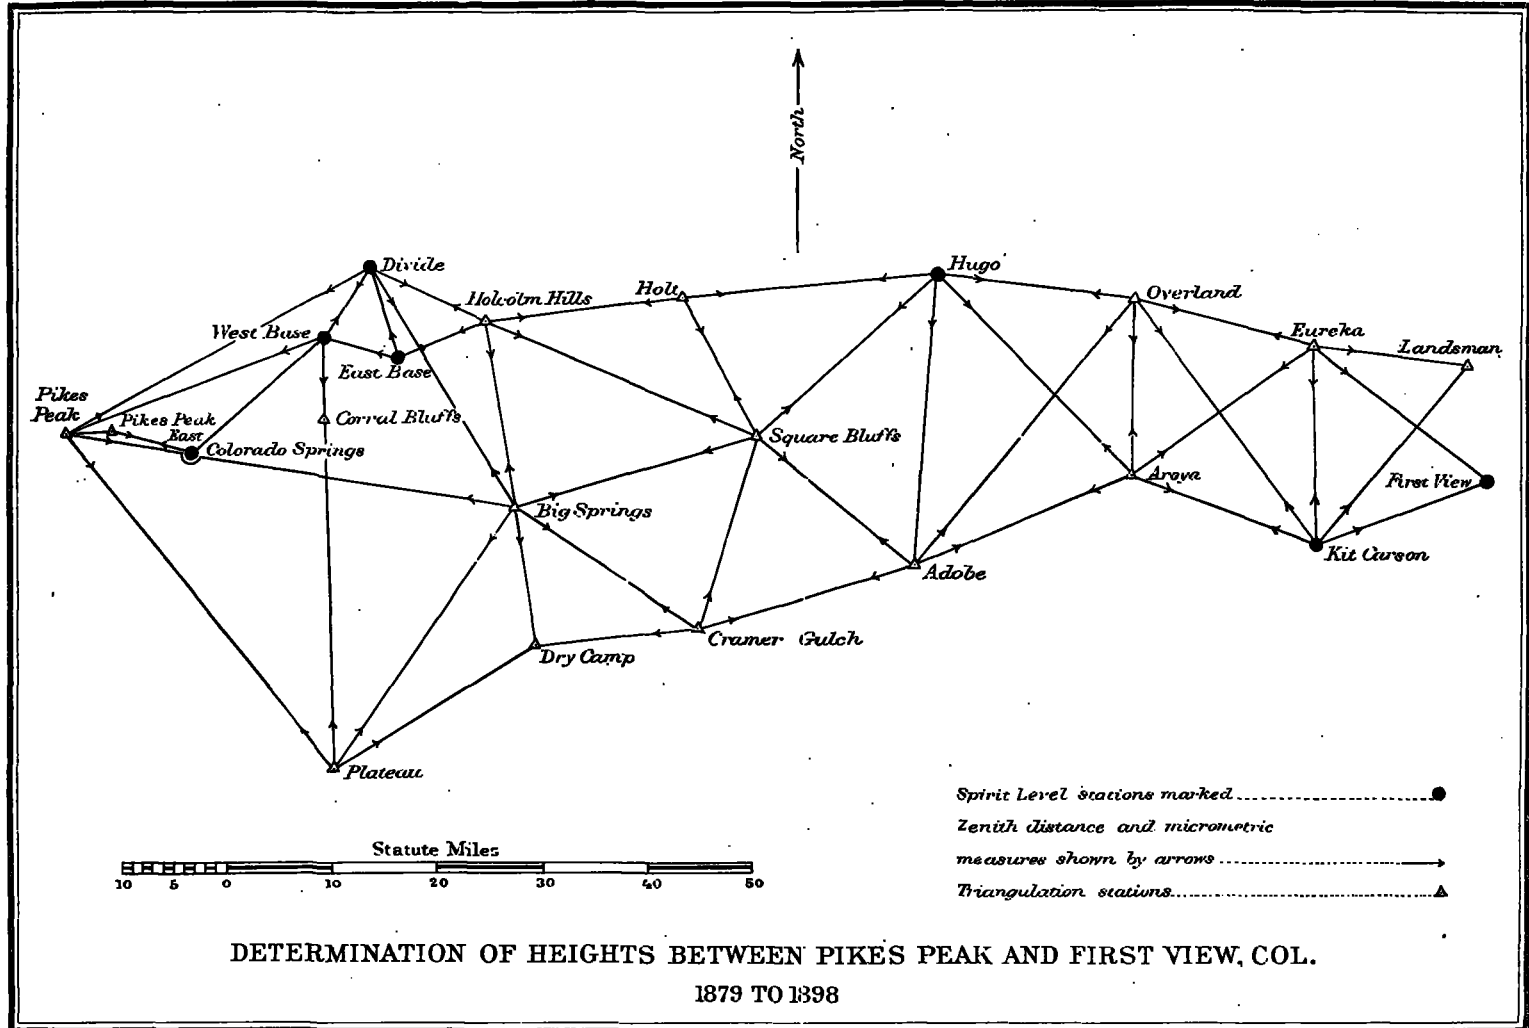 North
Divide
Hugo
Holcolm Hills
Holt
Overland
West Base
Eureka
Landsman
East Base
Pikes
Peak
Pikes Peak
East
Corral Bluffs
Colorado Springs
Square Bluffs
Aroya
First View
Big Springs
Kit Carson
Adobe
Cramer Gulch
Dry Camp
Plateau
Spirit Level stations marked
Zenith distance and micrometric
measures shown by arrows
Triangulation stations
Statute Miles
10 5 0 10 20 30 40 50
DETERMINATION OF HEIGHTS BETWEEN PIKES PEAK AND FIRST VIEW, COL.
1879 TO 1898